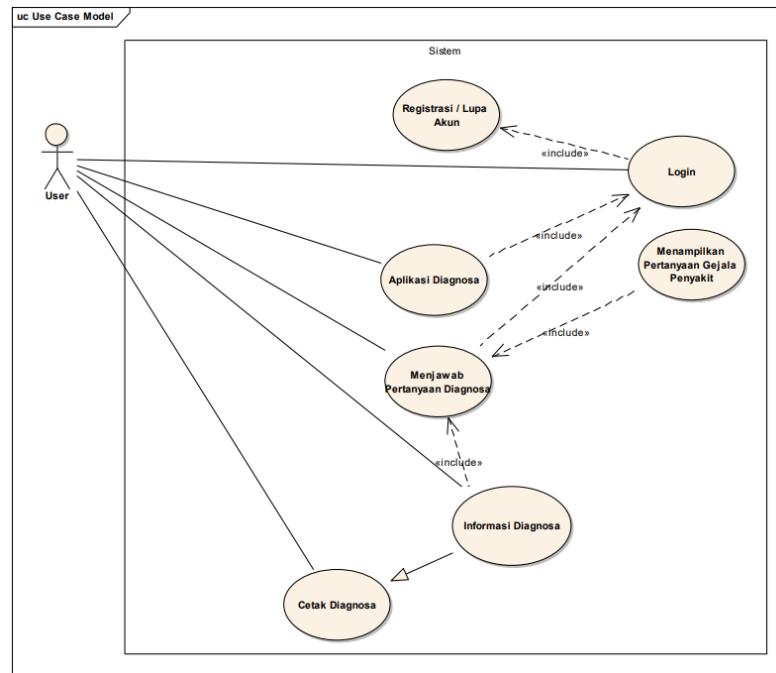 uc Use Case Model
Sistem
Registrasi / Lupa
Akun
«include»
Login
User
«include»
Menampilkan
Pertanyaan Gejala
Penyakit
Aplikasi Diagnosa
«include»
«include»
Menjawab
Pertanyaan Diagnosa
«include»
Informasi Diagnosa
Cetak Diagnosa